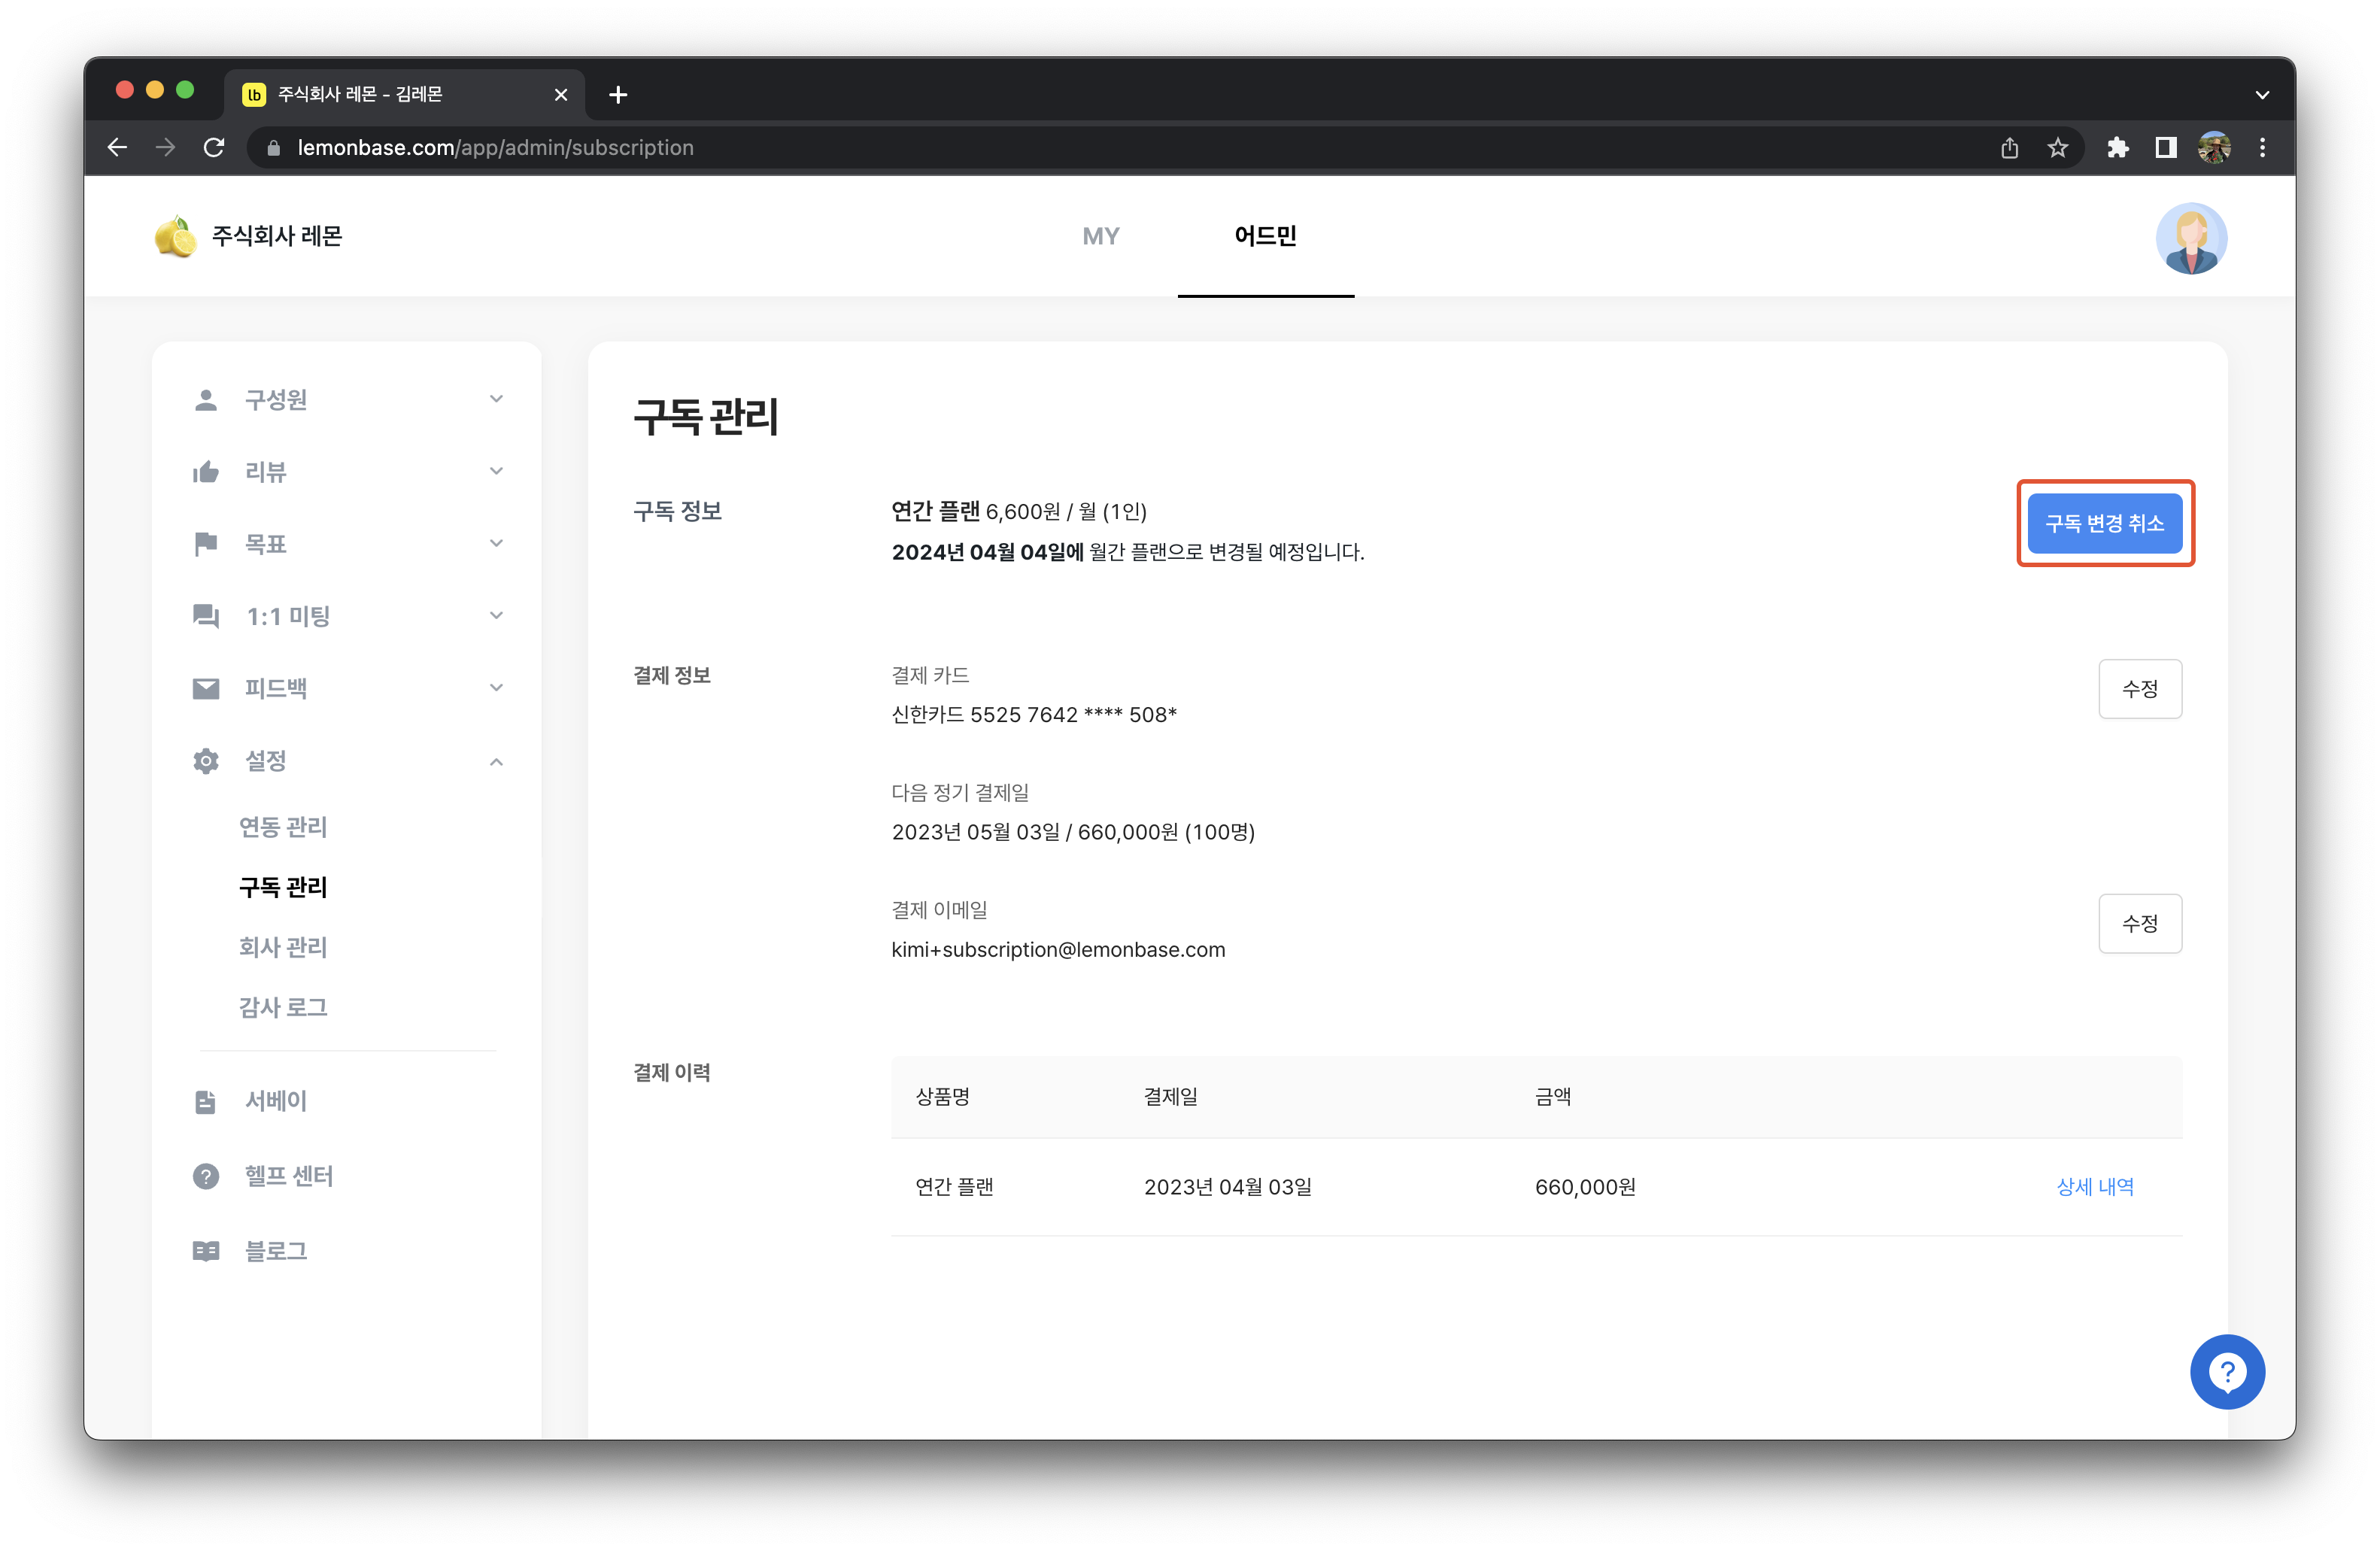 lb 주식회사 레몬 - 김레몬
lemonbase.com/app/admin/subscription
주식회사 레몬
MY
어드민
구성원
리뷰
목표
1:1 미팅
피드백
설정
연동 관리
구독 관리
회사 관리
감사 로그
서베이
헬프 센터
블로그
구독 관리
구독 정보
연간 플랜 6,600원 / 월 (1인)
2024년 04월 04일에 월간 플랜으로 변경될 예정입니다.
구독 변경 취소
결제 정보
결제 카드
신한카드 5525 7642 **** 508*
수정
다음 정기 결제일
2023년 05월 03일 / 660,000원 (100명)
결제 이메일
kimi+subscription@lemonbase.com
수정
결제 이력
상품명 결제일 금액
연간 플랜 2023년 04월 03일 660,000원 상세 내역